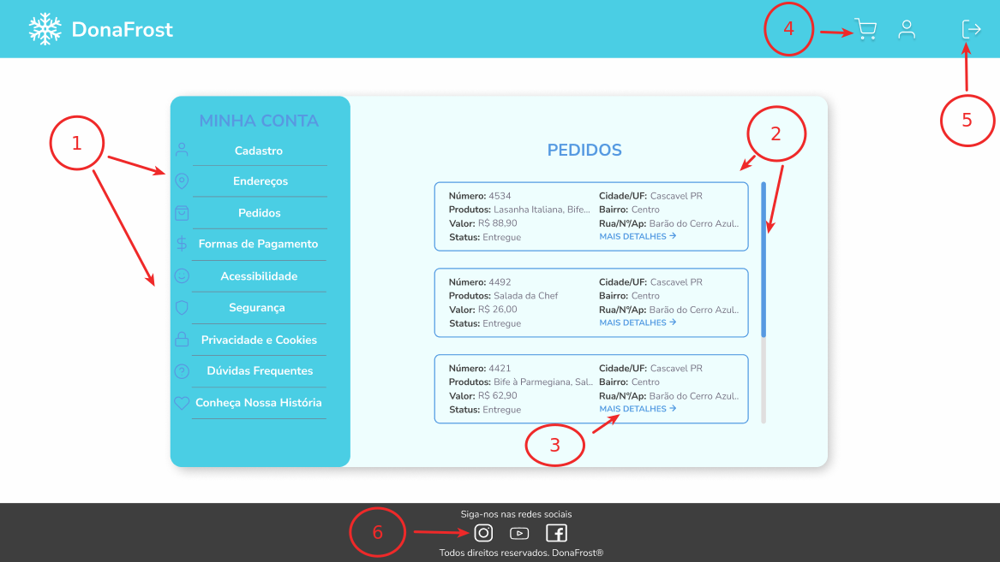 DonaFrost
4
5
1
2
MINHA CONTA
Cadastro
Endereços
Pedidos
Formas de Pagamento
Acessibilidade
Segurança
Privacidade e Cookies
Dúvidas Frequentes
Conheça Nossa História
PEDIDOS
Número: 4534
Produtos: Lasanha Italiana, Bife...
Valor: R$ 88,90
Status: Entregue
Cidade/UF: Cascavel PR
Bairro: Centro
Rua/Nº/Ap: Barão do Cerro Azul..
MAIS DETALHES →
Número: 4492
Produtos: Salada da Chef
Valor: R$ 26,00
Status: Entregue
Cidade/UF: Cascavel PR
Bairro: Centro
Rua/Nº/Ap: Barão do Cerro Azul..
MAIS DETALHES →
Número: 4421
Produtos: Bife à Parmegiana, Sal..
Valor: R$ 62,90
Status: Entregue
Cidade/UF: Cascavel PR
Bairro: Centro
Rua/Nº/Ap: Barão do Cerro Azul..
MAIS DETALHES →
3
6
Siga-nos nas redes sociais
Todos direitos reservados. DonaFrost®